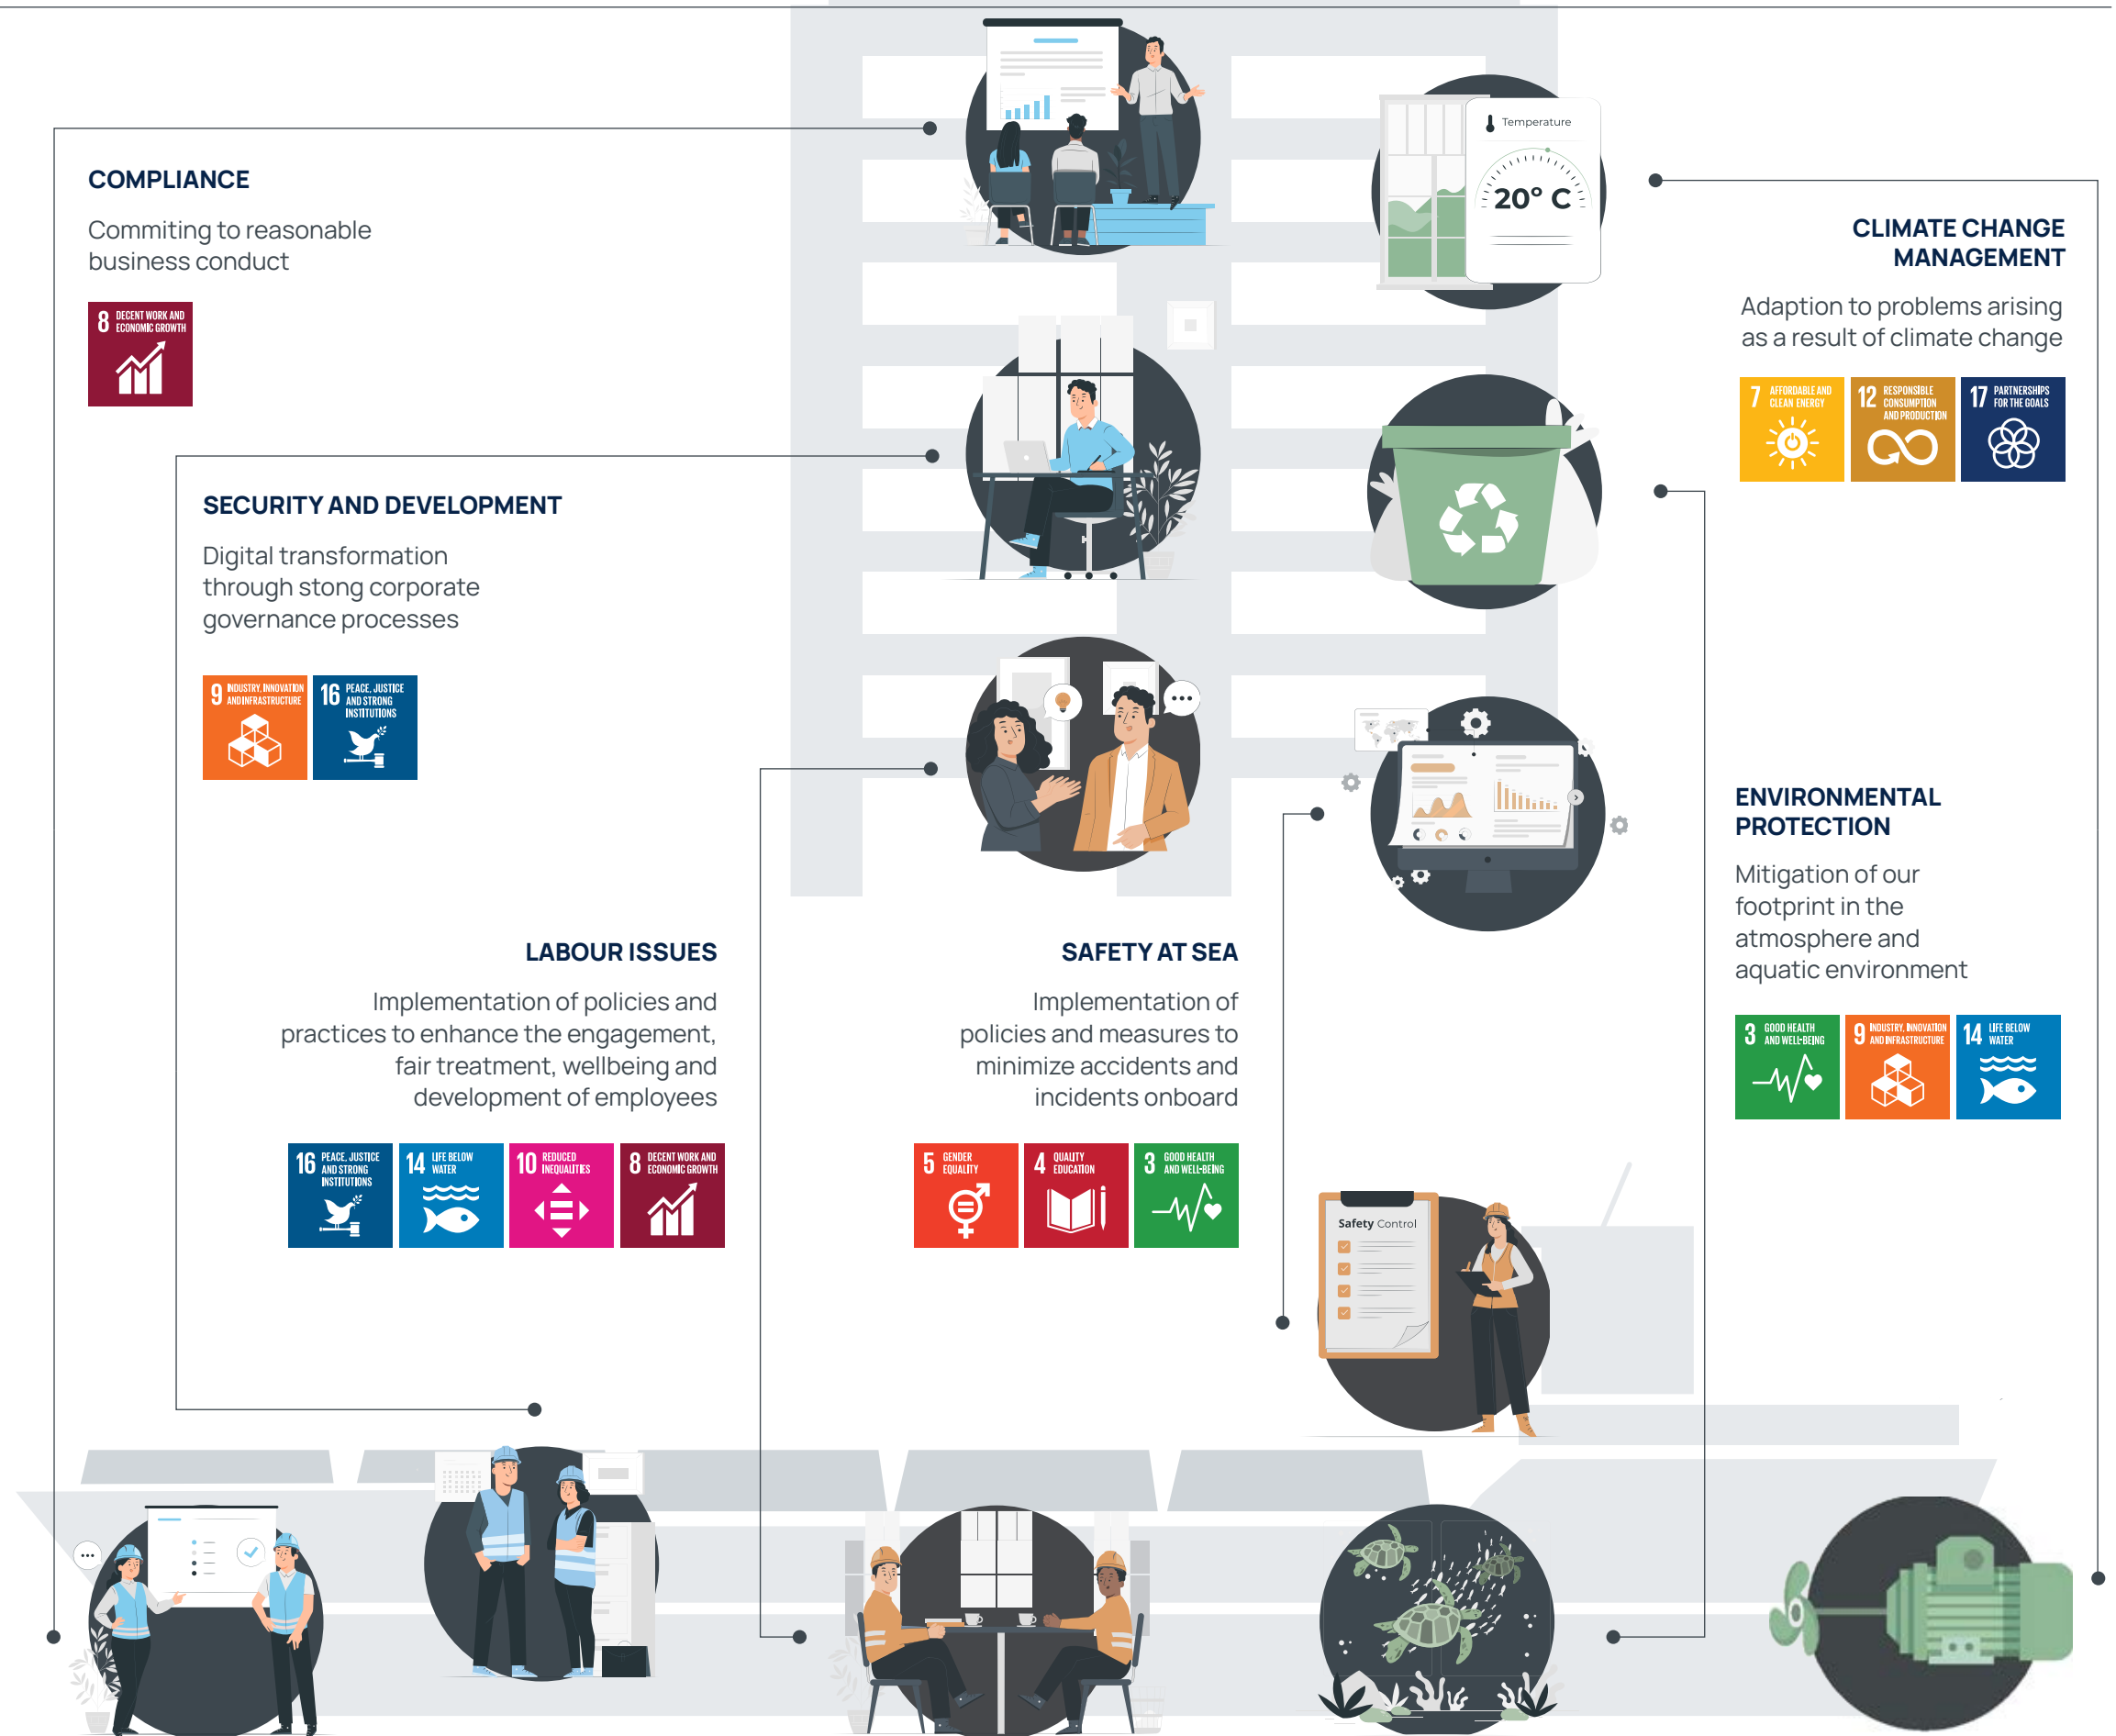 COMPLIANCE
Commiting to reasonable
business conduct
8 DECENT WORK AND
ECONOMIC GROWTH
Temperature
20° C
CLIMATE CHANGE
MANAGEMENT
Adaption to problems arising
as a result of climate change
7 AFFORDABLE AND
CLEAN ENERGY
12 RESPONSIBLE
CONSUMPTION
AND PRODUCTION
17 PARTNERSHIPS
FOR THE GOALS
SECURITY AND DEVELOPMENT
Digital transformation
through stong corporate
governance processes
9 INDUSTRY, INNOVATION
AND INFRASTRUCTURE
16 PEACE, JUSTICE
AND STRONG
INSTITUTIONS
ENVIRONMENTAL
PROTECTION
Mitigation of our
footprint in the
atmosphere and
aquatic environment
3 GOOD HEALTH
AND WELL-BEING
9 INDUSTRY, INNOVATION
AND INFRASTRUCTURE
14 LIFE BELOW
WATER
LABOUR ISSUES
Implementation of policies and
practices to enhance the engagement,
fair treatment, wellbeing and
development of employees
16 PEACE, JUSTICE
AND STRONG
INSTITUTIONS
14 LIFE BELOW
WATER
10 REDUCED
INEQUALITIES
8 DECENT WORK AND
ECONOMIC GROWTH
SAFETY AT SEA
Implementation of
policies and measures to
minimize accidents and
incidents onboard
5 GENDER
EQUALITY
4 QUALITY
EDUCATION
3 GOOD HEALTH
AND WELL-BEING
Safety Control